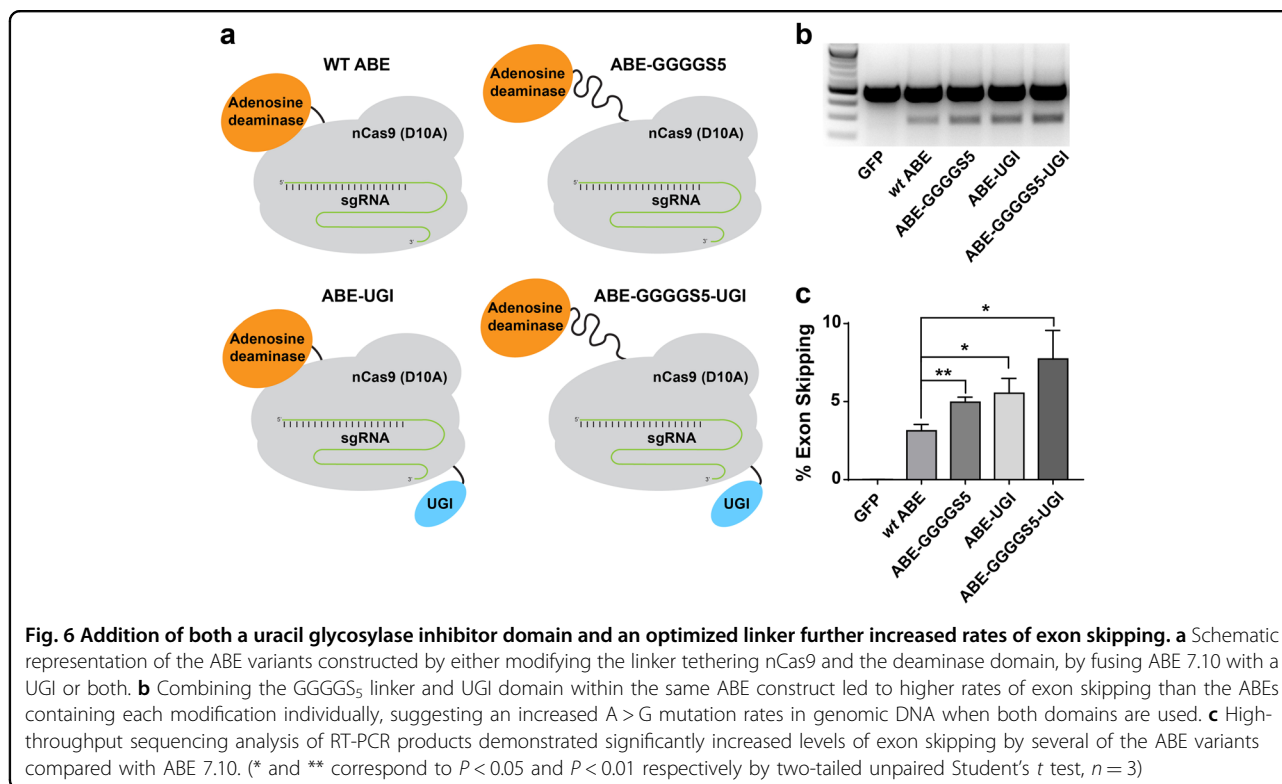 a
WT ABE
Adenosine
deaminase
nCas9 (D10A)
5'
sgRNA
3'
ABE-GGGGS5
Adenosine
deaminase
nCas9 (D10A)
5'
sgRNA
3'
ABE-UGI
Adenosine
deaminase
nCas9 (D10A)
5'
sgRNA
3'
UGI
ABE-GGGGS5-UGI
Adenosine
deaminase
nCas9 (D10A)
5'
sgRNA
3'
UGI
b
GFP
wt ABE
ABE-GGGGS5
ABE-UGI
ABE-GGGGS5-UGI
c
% Exon Skipping
10
5
0
*
*
**
GFP
wt ABE
ABE-GGGGS5
ABE-UGI
ABE-GGGGS5-UGI
Fig. 6 Addition of both a uracil glycosylase inhibitor domain and an optimized linker further increased rates of exon skipping. a Schematic
representation of the ABE variants constructed by either modifying the linker tethering nCas9 and the deaminase domain, by fusing ABE 7.10 with a
UGI or both. b Combining the GGGGS₅ linker and UGI domain within the same ABE construct led to higher rates of exon skipping than the ABEs
containing each modification individually, suggesting an increased A > G mutation rates in genomic DNA when both domains are used. c High-
throughput sequencing analysis of RT-PCR products demonstrated significantly increased levels of exon skipping by several of the ABE variants
compared with ABE 7.10. (* and ** correspond to P < 0.05 and P < 0.01 respectively by two-tailed unpaired Student's t test, n = 3)